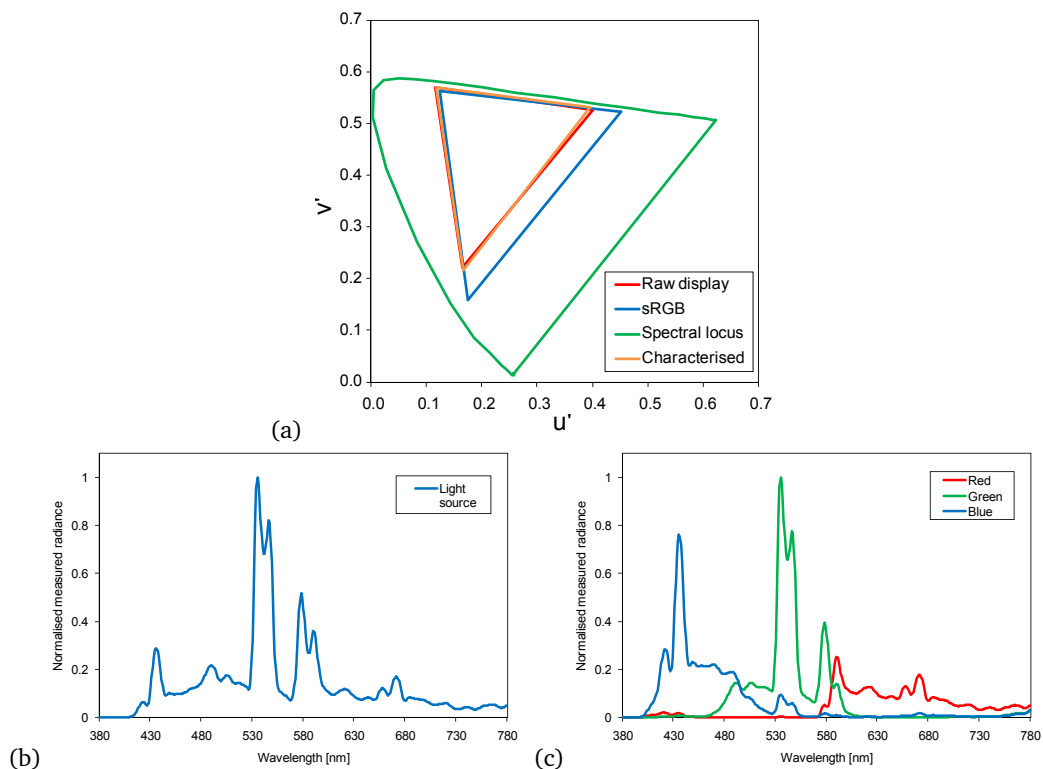 0.7
0.6
0.5
0.4
0.3
0.2
0.1
0.0
v'
Raw display
sRGB
Spectral locus
Characterised
0.0 0.1 0.2 0.3 0.4 0.5 0.6 0.7
u'
(a)
1
0.8
0.6
0.4
0.2
0
Normalised measured radiance
Light
source
380 430 480 530 580 630 680 730 780
Wavelength [nm]
(b)
1
0.8
0.6
0.4
0.2
0
Normalised measured radiance
Red
Green
Blue
380 430 480 530 580 630 680 730 780
Wavelength [nm]
(c)